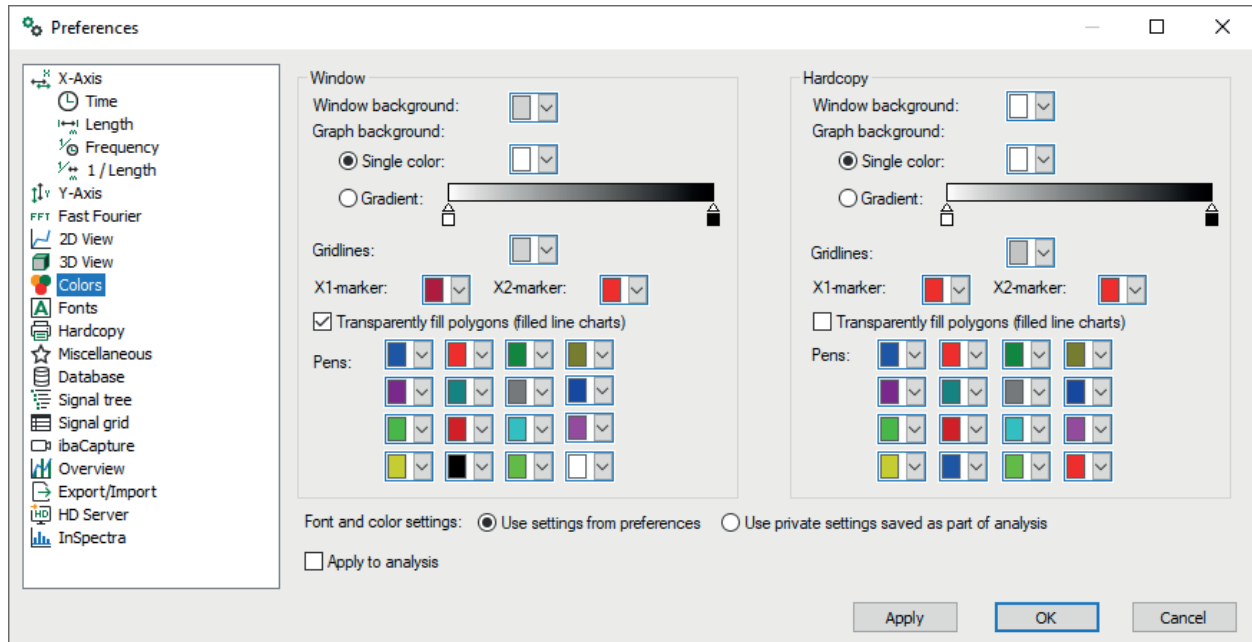 Preferences
X-Axis
Time
Length
Frequency
1 / Length
Y-Axis
FFT Fast Fourier
2D View
3D View
Colors
A Fonts
Hardcopy
Miscellaneous
Database
Signal tree
Signal grid
ibaCapture
Overview
Export/Import
HD HD Server
InSpectra
Window
Window background:
Graph background:
Single color:
Gradient:
Gridlines:
X1-marker: X2-marker:
Transparently fill polygons (filled line charts)
Pens:
Hardcopy
Window background:
Graph background:
Single color:
Gradient:
Gridlines:
X1-marker: X2-marker:
Transparently fill polygons (filled line charts)
Pens:
Font and color settings: Use settings from preferences Use private settings saved as part of analysis
Apply to analysis
Apply OK Cancel